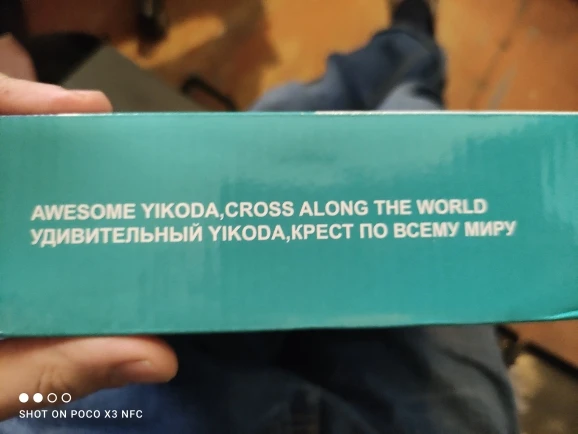 AWESOME YIKODA,CROSS ALONG THE WORLD
УДИВИТЕЛЬНЫЙ YIKODA,КРЕСТ ПО ВСЕМУ МИРУ
SHOT ON POCO X3 NFC